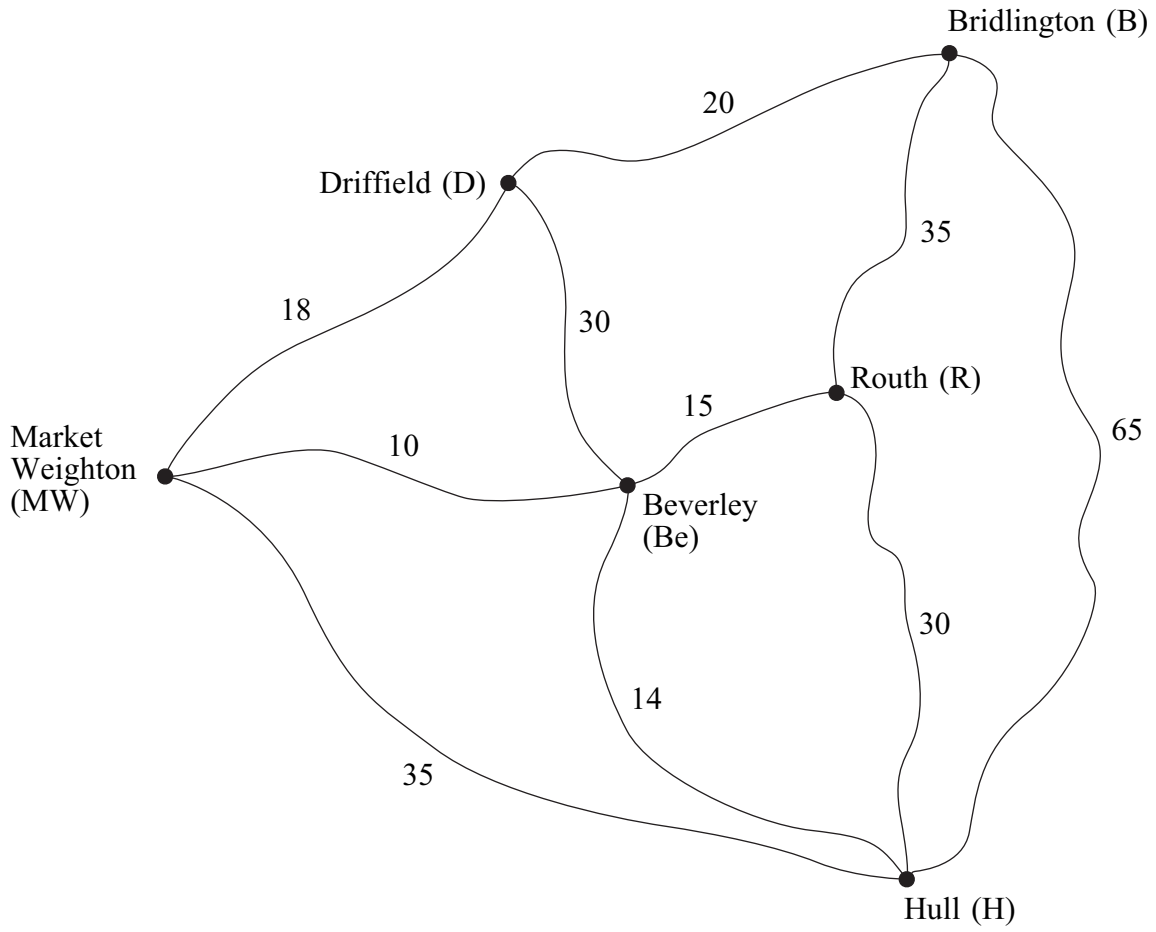 Bridlington (B)
20
Driffield (D)
35
18
30
Routh (R)
15
65
10
Market
Weighton
(MW)
Beverley
(Be)
30
14
35
Hull (H)